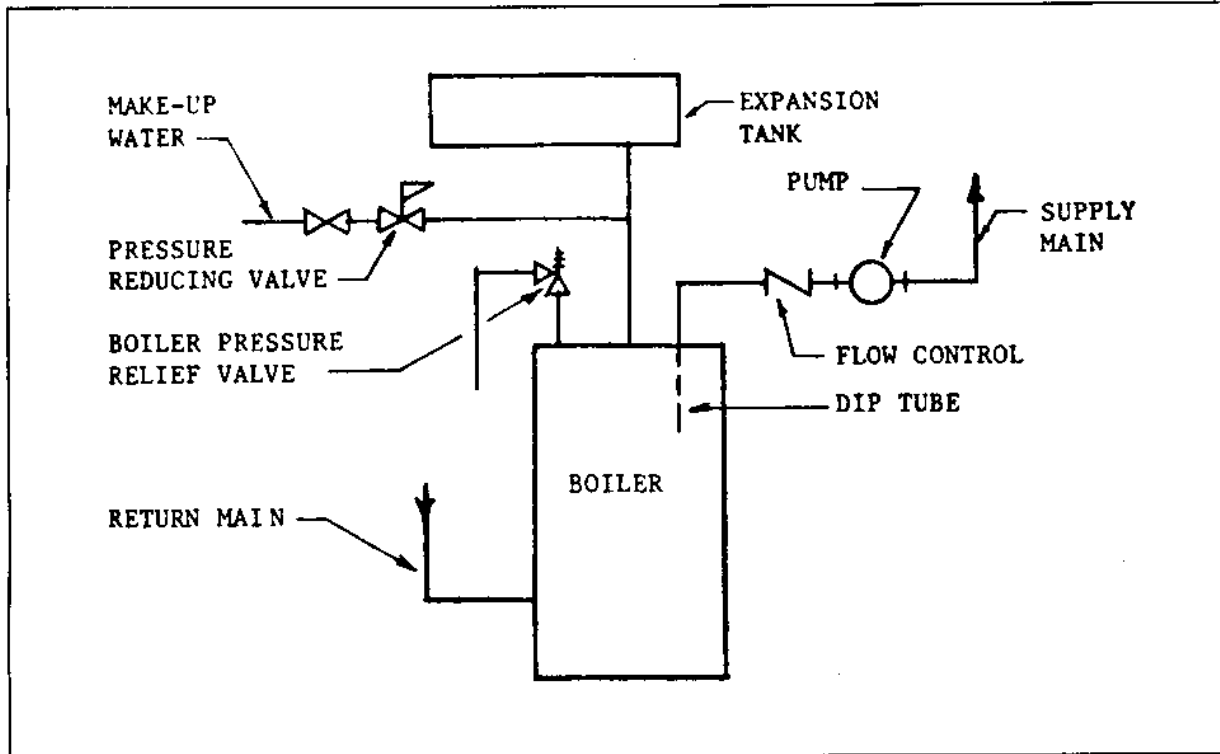 MAKE-UP
WATER
EXPANSION
TANK
PUMP
SUPPLY
MAIN
PRESSURE
REDUCING VALVE
BOILER PRESSURE
RELIEF VALVE
FLOW CONTROL
DIP TUBE
BOILER
RETURN MAIN